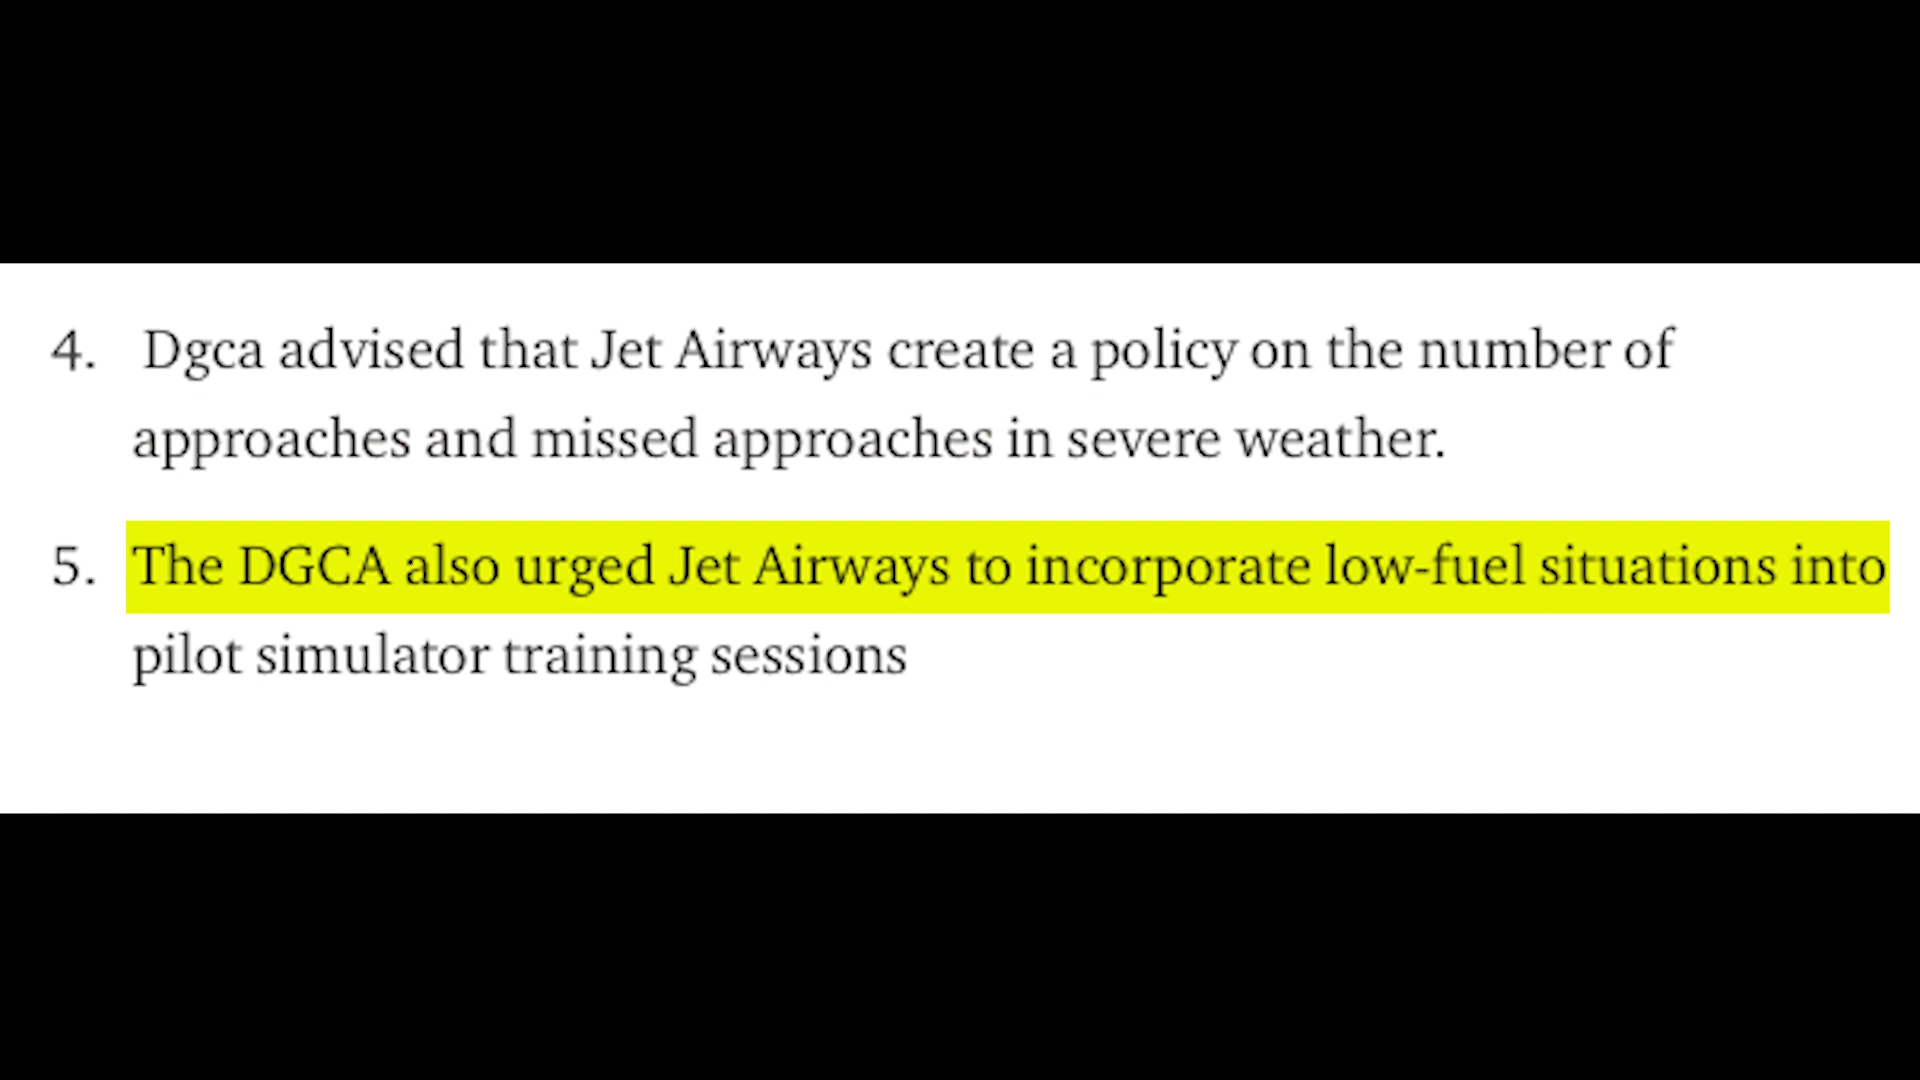 4. Dgca advised that Jet Airways create a policy on the number of
approaches and missed approaches in severe weather.
5. The DGCA also urged Jet Airways to incorporate low-fuel situations into
pilot simulator training sessions